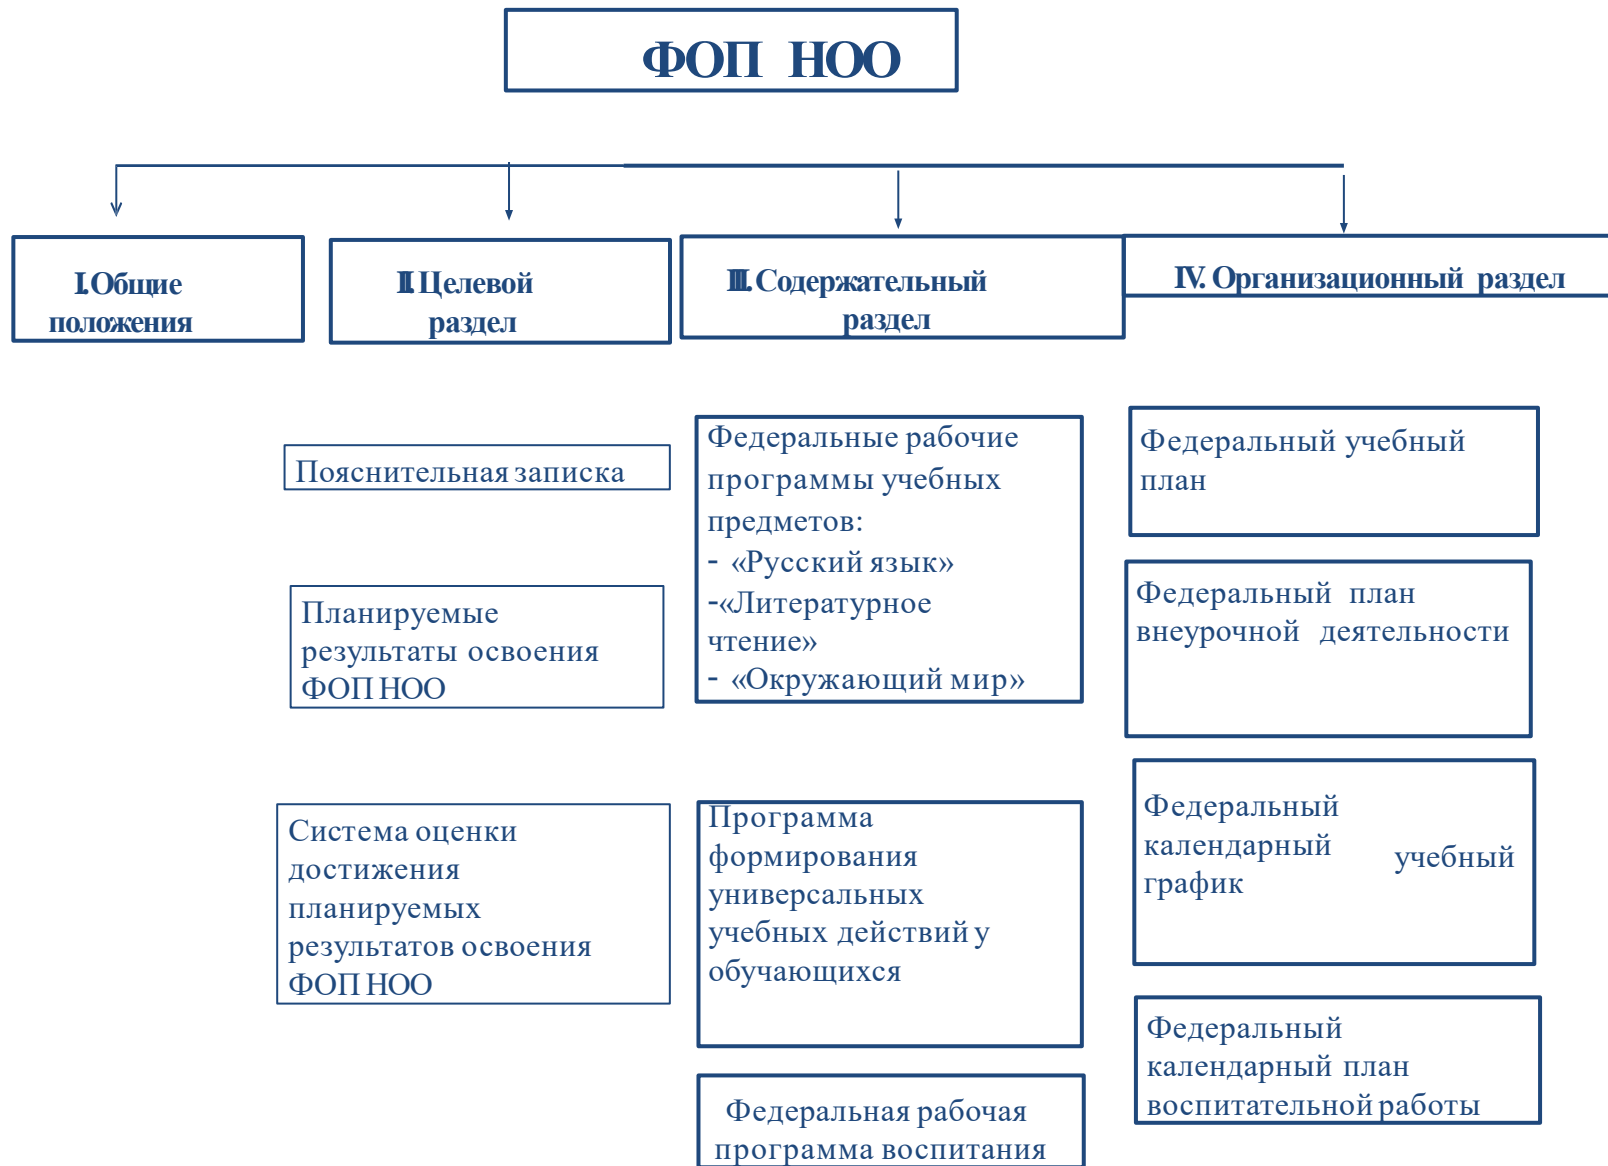 ФОП НОО
I. Общие
положения
II. Целевой
раздел
III. Содержательный
раздел
IV. Организационный раздел
Пояснительная записка
Планируемые
результаты освоения
ФОП НОО
Система оценки
достижения
планируемых
результатов освоения
ФОП НОО
Федеральные рабочие
программы учебных
предметов:
- «Русский язык»
-«Литературное
чтение»
- «Окружающий мир»
Программа
формирования
универсальных
учебных действий у
обучающихся
Федеральная рабочая
программа воспитания
Федеральный учебный
план
Федеральный план
внеурочной деятельности
Федеральный
календарный учебный
график
Федеральный
календарный план
воспитательной работы